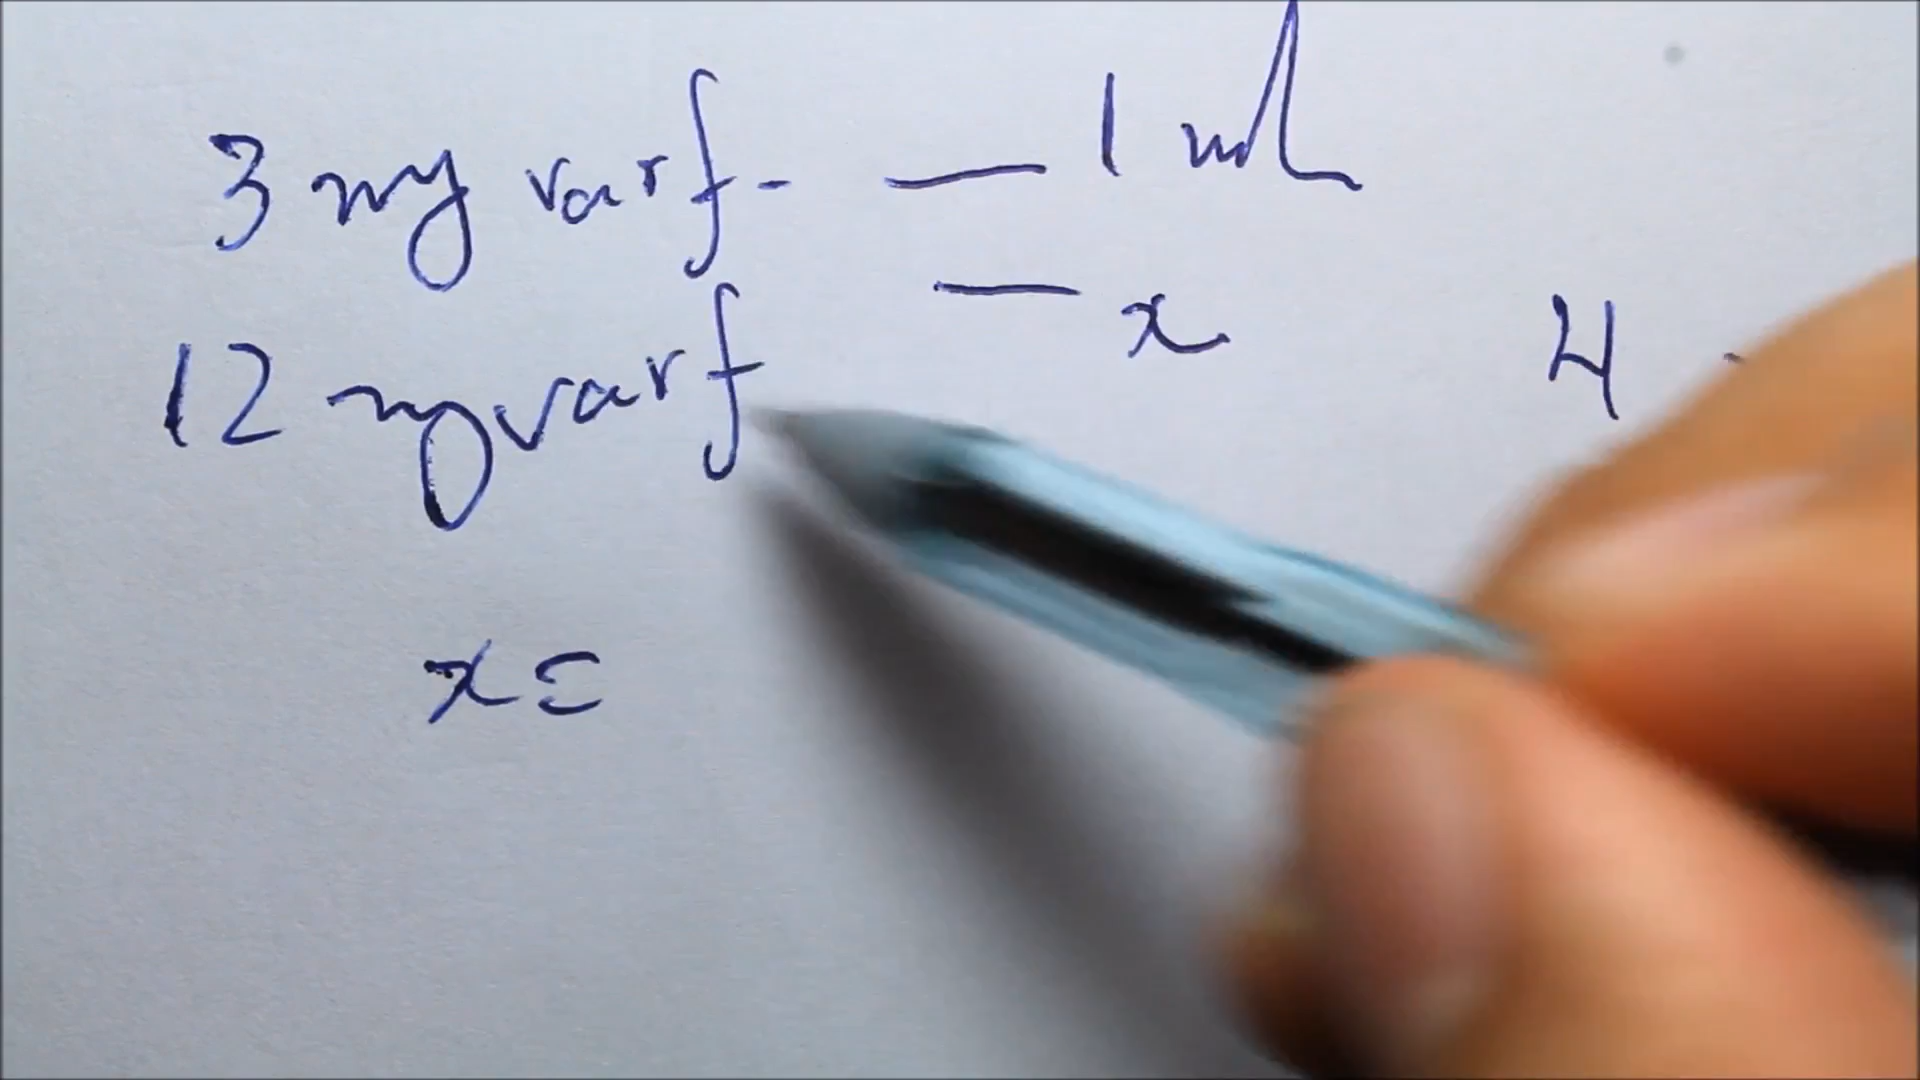 3 mg varf- — 1 ml
12 mg varf — x
4
x =